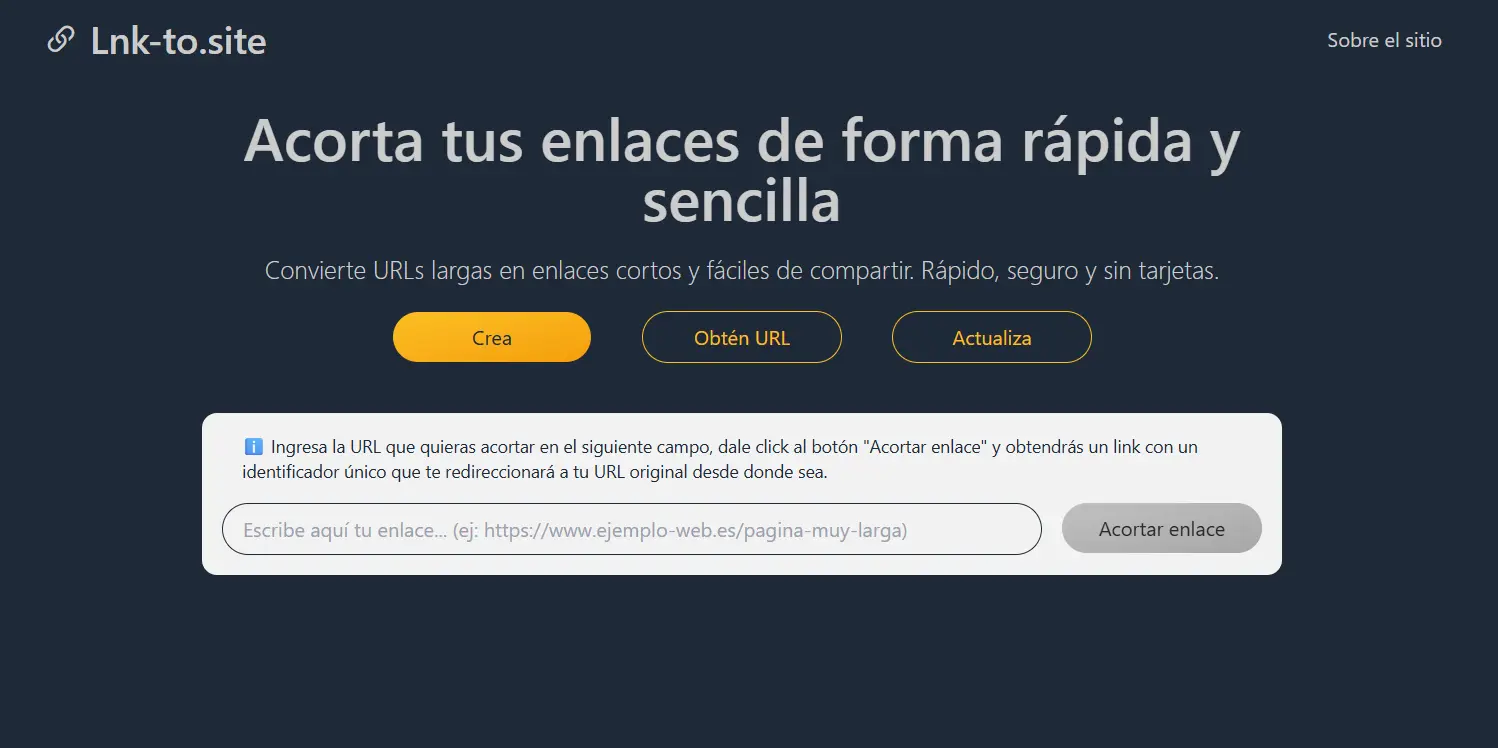 Lnk-to.site
Sobre el sitio
Acorta tus enlaces de forma rápida y
sencilla
Convierte URLs largas en enlaces cortos y fáciles de compartir. Rápido, seguro y sin tarjetas.
Crea
Obtén URL
Actualiza
ℹ️ Ingresa la URL que quieras acortar en el siguiente campo, dale click al botón "Acortar enlace" y obtendrás un link con un
identificador único que te redireccionará a tu URL original desde donde sea.
Escribe aquí tu enlace... (ej: https://www.ejemplo-web.es/pagina-muy-larga)
Acortar enlace